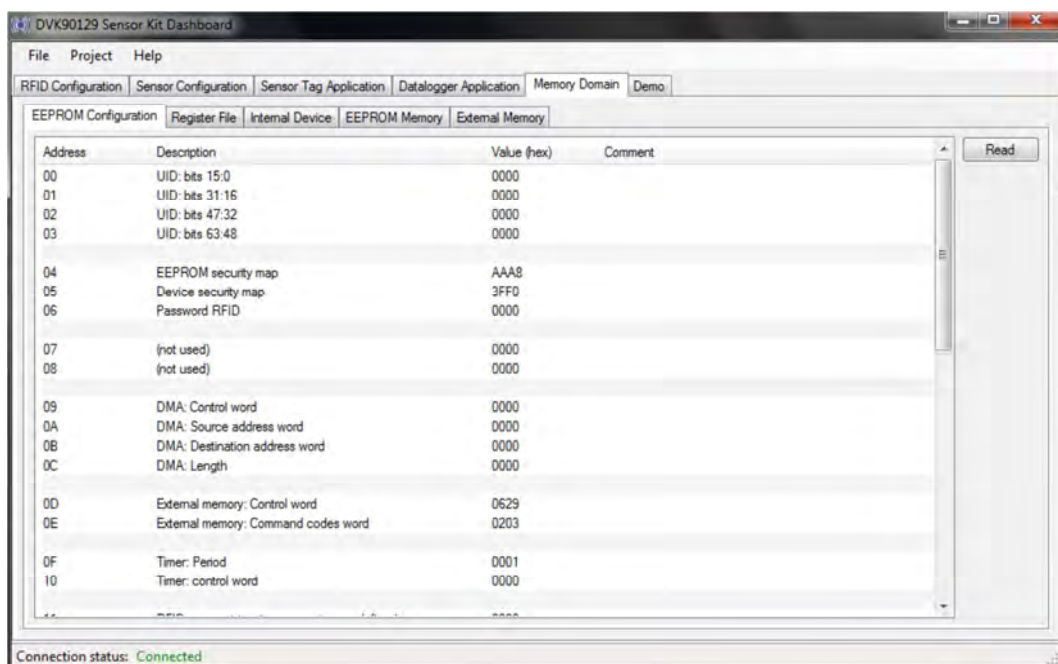 DVK90129 Sensor Kit Dashboard
File Project Help
RFID Configuration Sensor Configuration Sensor Tag Application Datalogger Application Memory Domain Demo
EEPROM Configuration Register File Internal Device EEPROM Memory External Memory
Address Description Value (hex) Comment Read
00 UID: bits 15:0 0000
01 UID: bits 31:16 0000
02 UID: bits 47:32 0000
03 UID: bits 63:48 0000
04 EEPROM security map AAA8
05 Device security map 3FF0
06 Password RFID 0000
07 (not used) 0000
08 (not used) 0000
09 DMA: Control word 0000
0A DMA: Source address word 0000
0B DMA: Destination address word 0000
0C DMA: Length 0000
0D External memory: Control word 0629
0E External memory: Command codes word 0203
0F Timer: Period 0001
10 Timer: control word 0000
Connection status: Connected